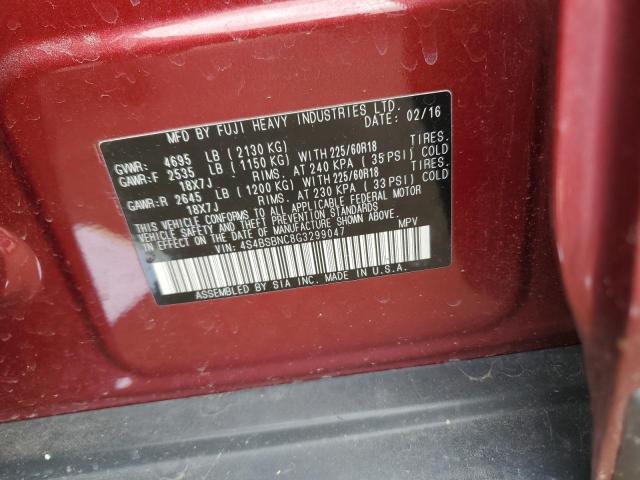 MFD BY FUJI HEAVY INDUSTRIES LTD.
DATE: 02/16
GVWR: 4695 LB (2130 KG)
GAWR:F 2535 LB (1150 KG) WITH 225/60R18 TIRES.
18X7J RIMS. AT 240 KPA (35 PSI) COLD
GAWR:R 2645 LB (1200 KG) WITH 225/60R18 TIRES.
18X7J RIMS. AT 230 KPA (33 PSI) COLD
THIS VEHICLE CONFORMS TO ALL APPLICABLE FEDERAL MOTOR
VEHICLE SAFETY AND BUMPER STANDARDS
IN EFFECT ON THE DATE OF MANUFACTURE SHOWN ABOVE.
VIN: 4S4BSBNC8G3299047 MPV
ASSEMBLED BY SIA INC. MADE IN U.S.A.